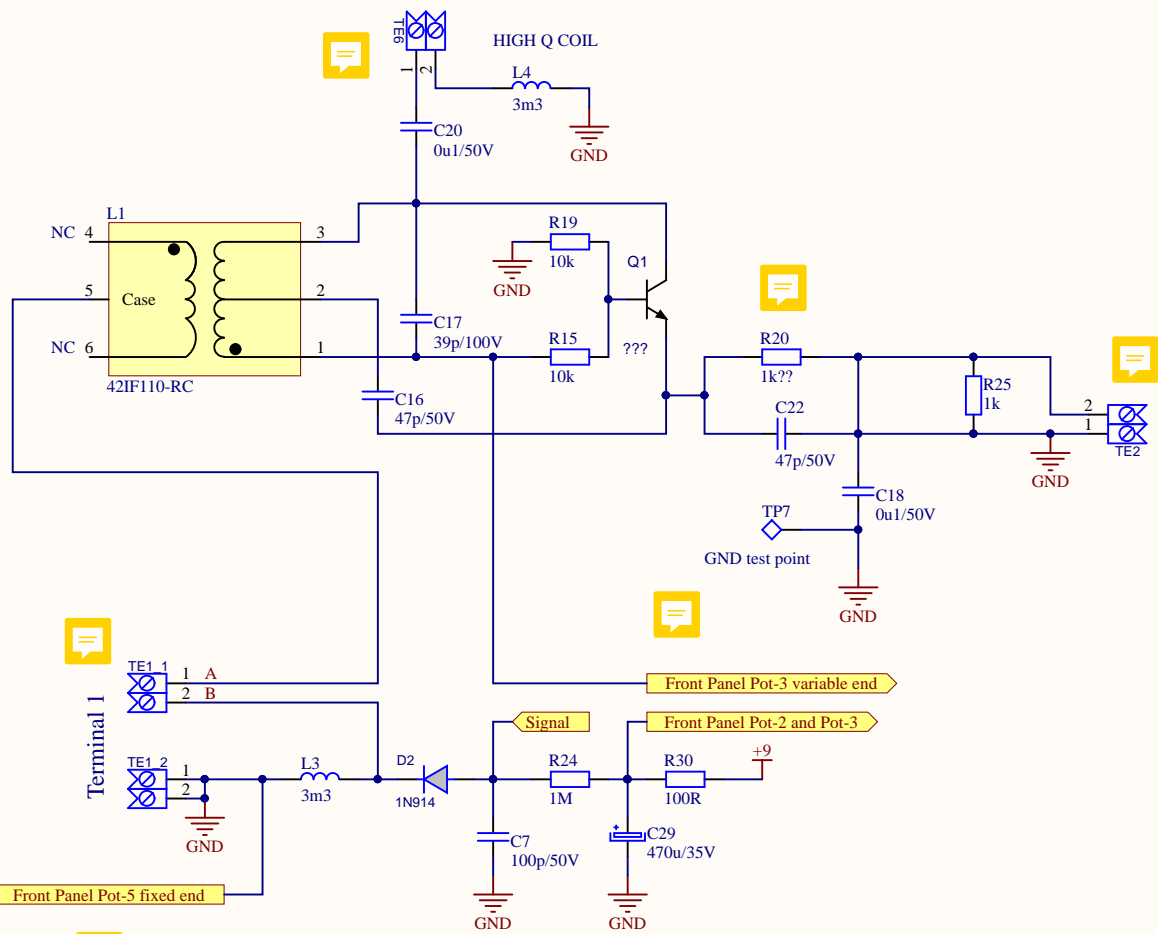 TE6
1
2
HIGH Q COIL
L4
3m3
GND
C20
0u1/50V
L1
NC 4
3
5
Case
2
NC 6
1
42IF110-RC
R19
10k
GND
Q1
???
C17
39p/100V
R15
10k
C16
47p/50V
R20
1k??
C22
47p/50V
R25
1k
2
1
TE2
GND
C18
0u1/50V
TP7
GND test point
GND
Terminal 1
TE1_1
1 A
2 B
TE1_2
1
2
GND
L3
3m3
Front Panel Pot-3 variable end
Signal
Front Panel Pot-2 and Pot-3
D2
1N914
R24
1M
R30
100R
+9
C7
100p/50V
GND
+
C29
470u/35V
GND
Front Panel Pot-5 fixed end